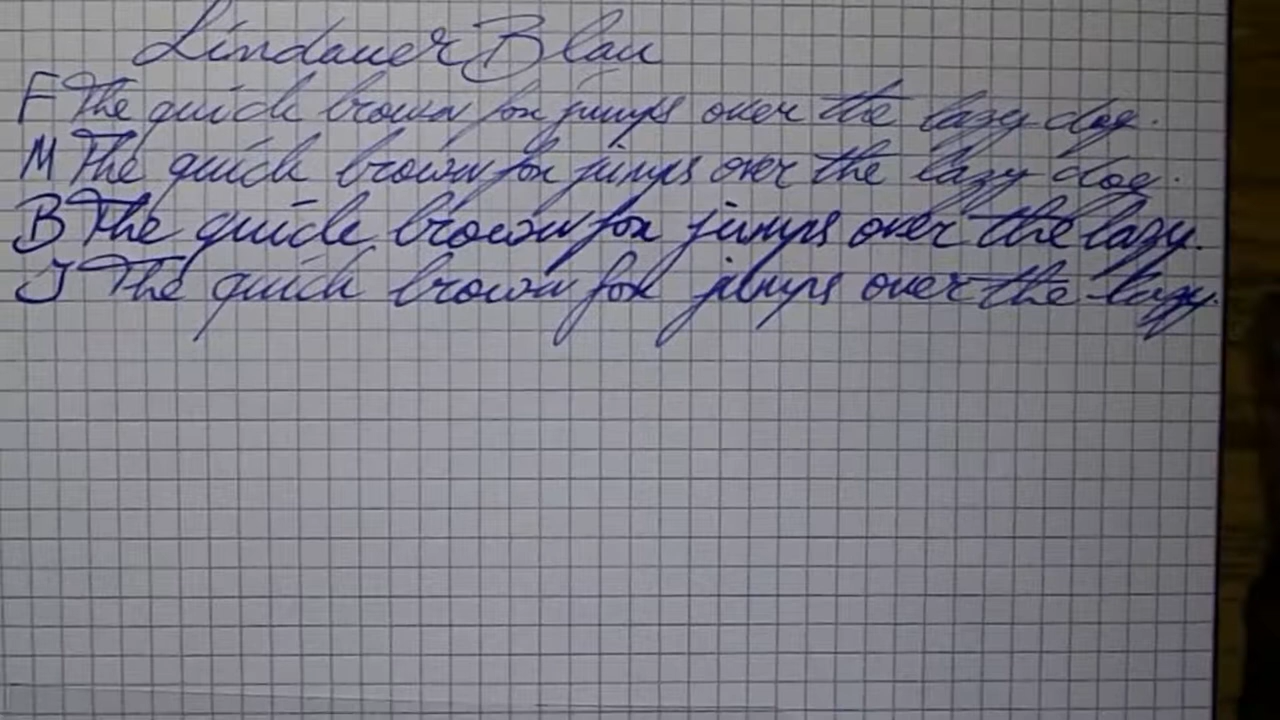 Lindauer Blau
F The quick brown fox jumps over the lazy dog.
M The quick brown fox jumps over the lazy dog.
B The quick brown fox jumps over the lazy.
J The quick brown fox jumps over the lazy.